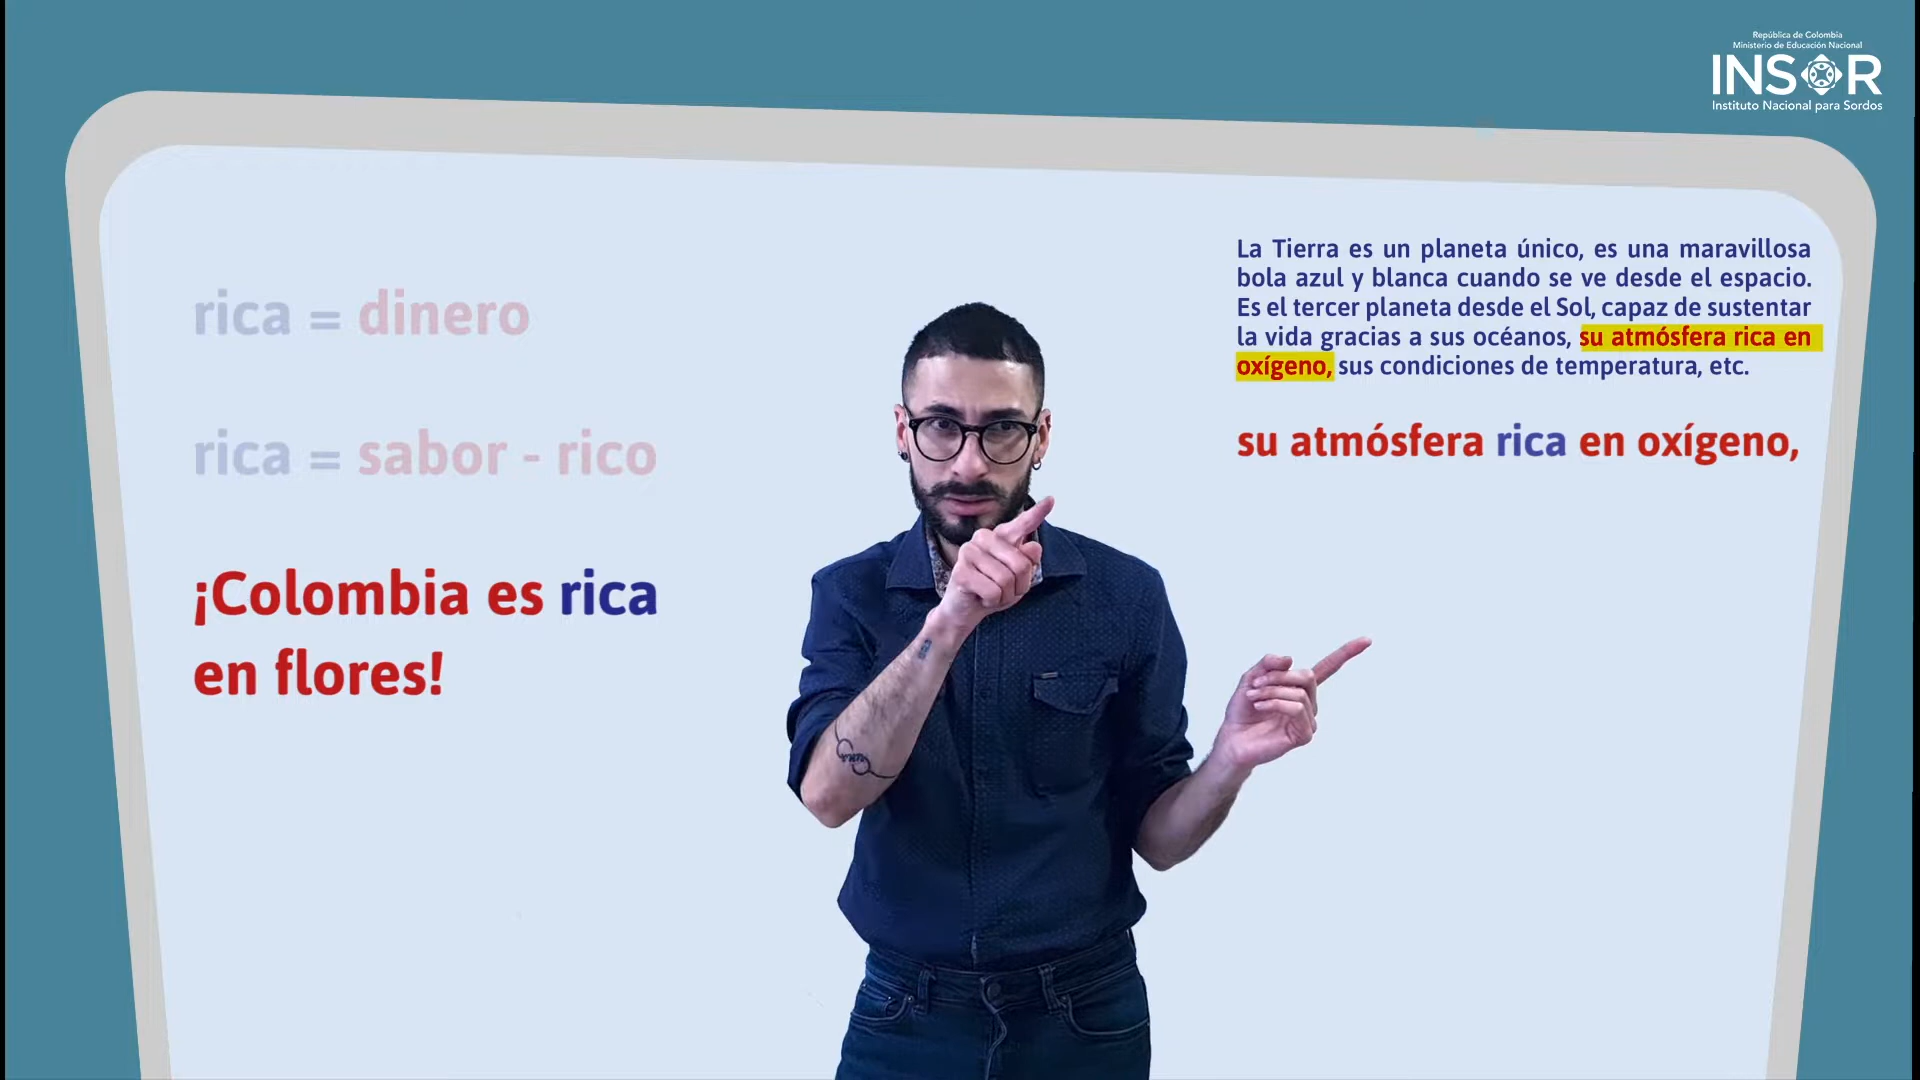 República de Colombia
Ministerio de Educación Nacional
INSOR
Instituto Nacional para Sordos
rica = dinero
rica = sabor - rico
¡Colombia es rica
en flores!
La Tierra es un planeta único, es una maravillosa
bola azul y blanca cuando se ve desde el espacio.
Es el tercer planeta desde el Sol, capaz de sustentar
la vida gracias a sus océanos, su atmósfera rica en
oxígeno, sus condiciones de temperatura, etc.
su atmósfera rica en oxígeno,